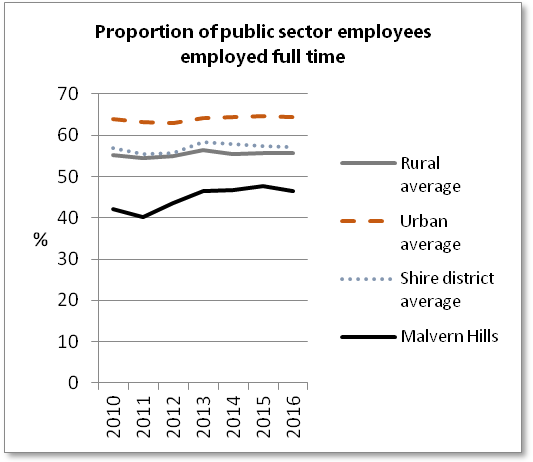 Proportion of public sector employees
employed full time
70
60
50
40
30
20
10
0
%
2010
2011
2012
2013
2014
2015
2016
Rural
average
Urban
average
Shire district
average
Malvern Hills